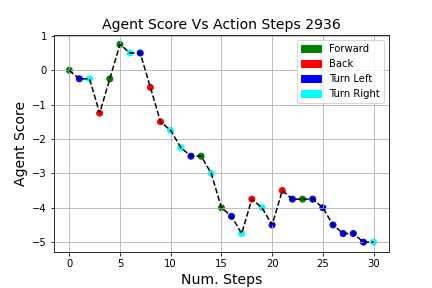 Agent Score Vs Action Steps 2936
Forward
Back
Turn Left
Turn Right
Agent Score
1
0
−1
−2
−3
−4
−5
0 5 10 15 20 25 30
Num. Steps